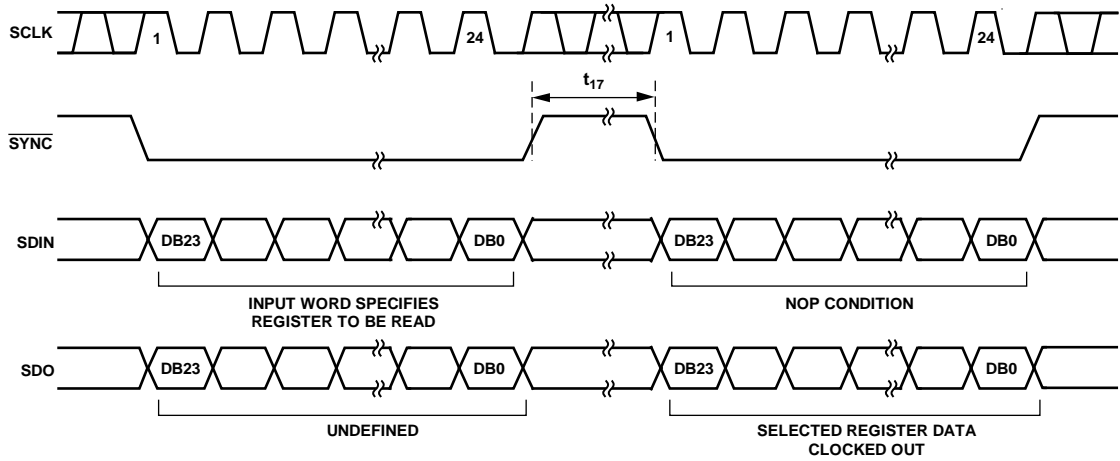 SCLK
1
24
1
24
t17
SYNC
SDIN
DB23
DB0
DB23
DB0
INPUT WORD SPECIFIES
REGISTER TO BE READ
NOP CONDITION
SDO
DB23
DB0
DB23
DB0
UNDEFINED
SELECTED REGISTER DATA
CLOCKED OUT